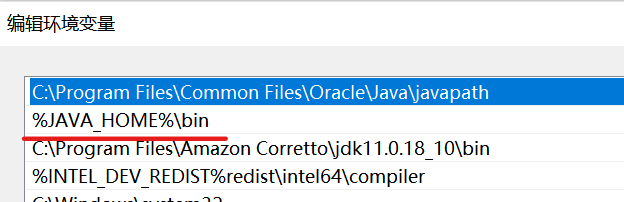 编辑环境变量
C:\Program Files\Common Files\Oracle\Java\javapath
%JAVA_HOME%\bin
C:\Program Files\Amazon Corretto\jdk11.0.18_10\bin
%INTEL_DEV_REDIST%redist\intel64\compiler